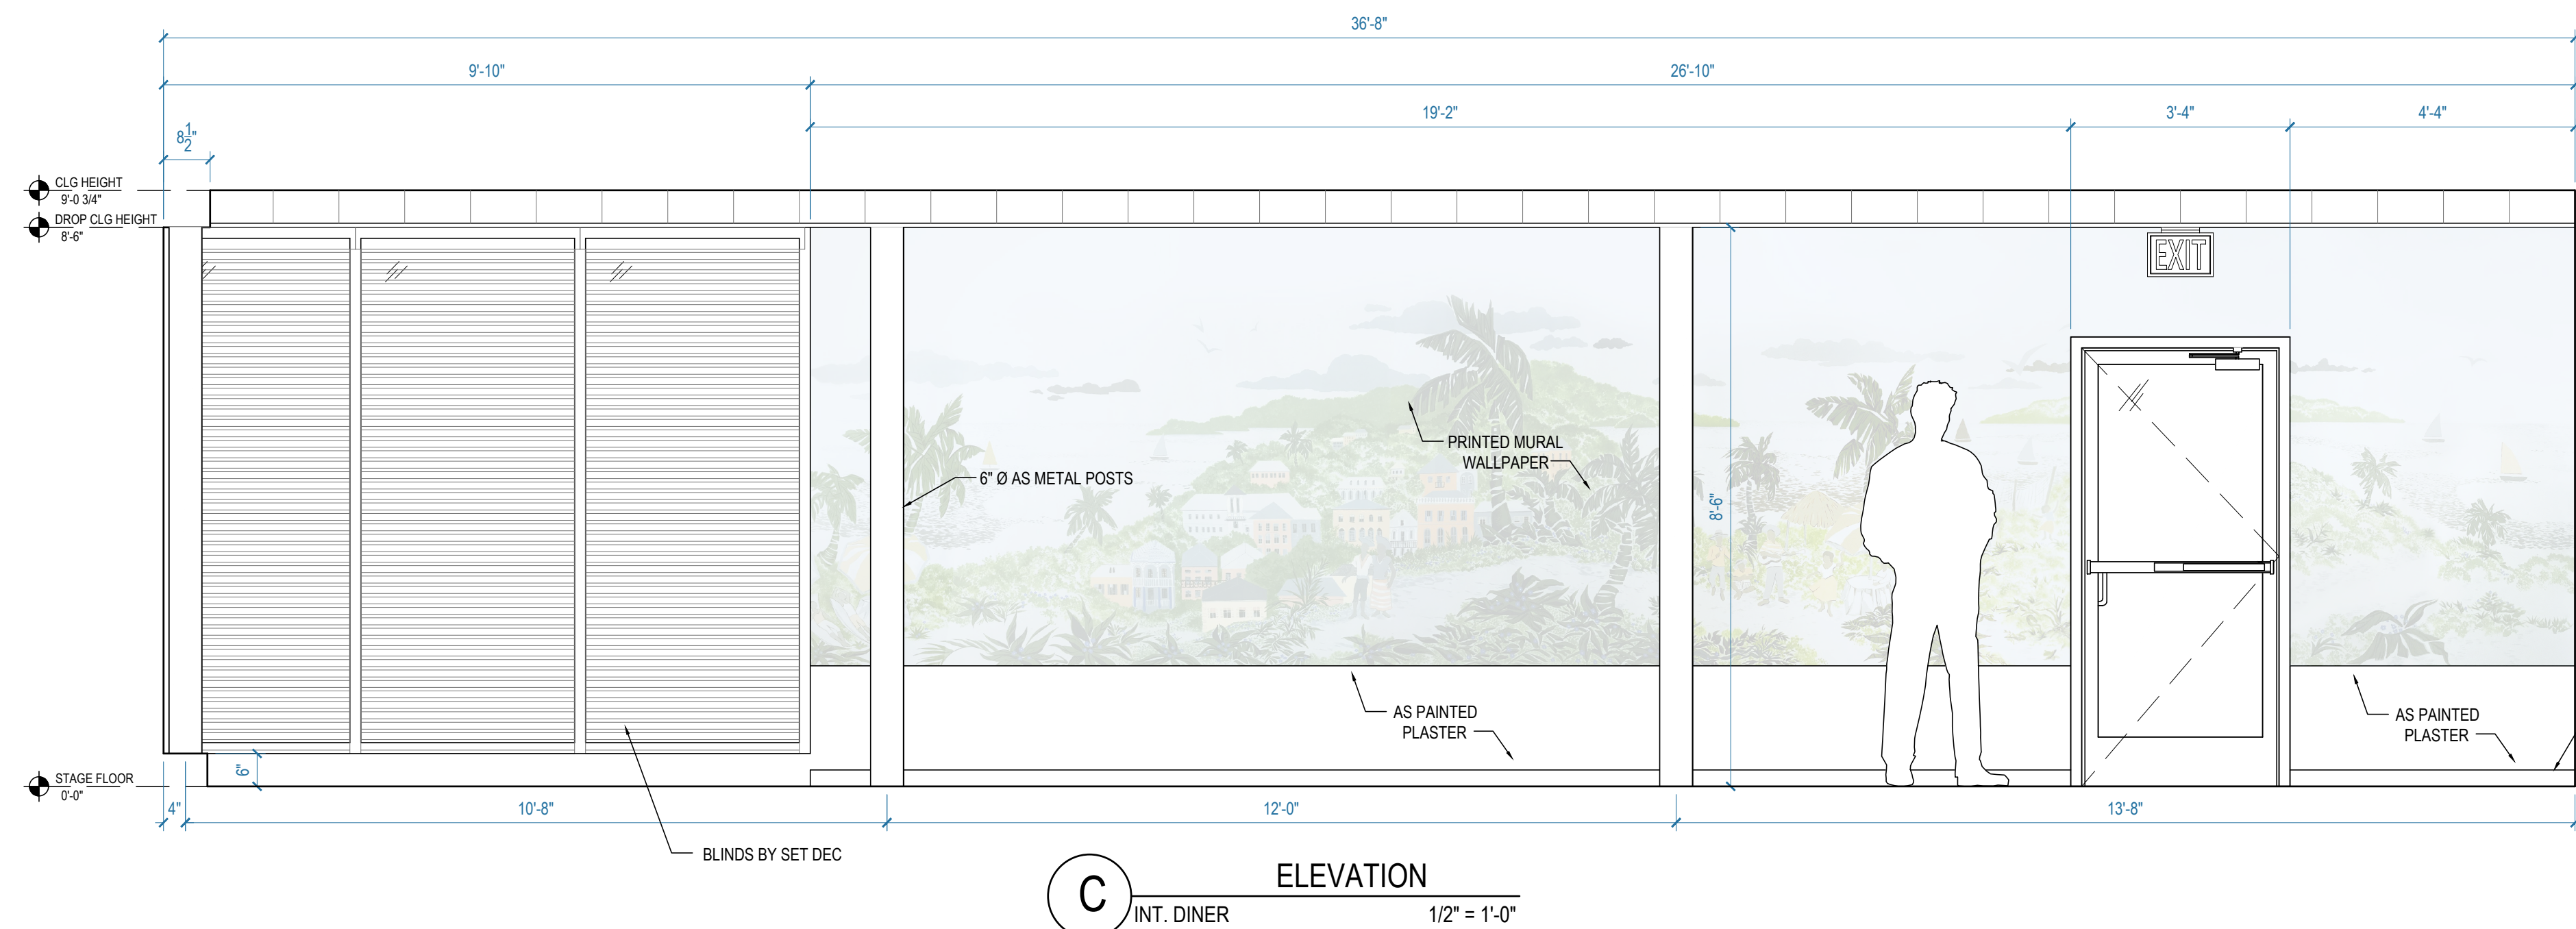 36'-8"
9'-10"
26'-10"
19'-2"
3'-4"
4'-4"
8 1/2"
CLG HEIGHT
9'-0 3/4"
DROP CLG HEIGHT
8'-6"
EXIT
PRINTED MURAL
WALLPAPER
6" Ø AS METAL POSTS
8'-6"
AS PAINTED
PLASTER
AS PAINTED
PLASTER
6"
STAGE FLOOR
0'-0"
4"
10'-8"
12'-0"
13'-8"
BLINDS BY SET DEC
C
ELEVATION
INT. DINER
1/2" = 1'-0"